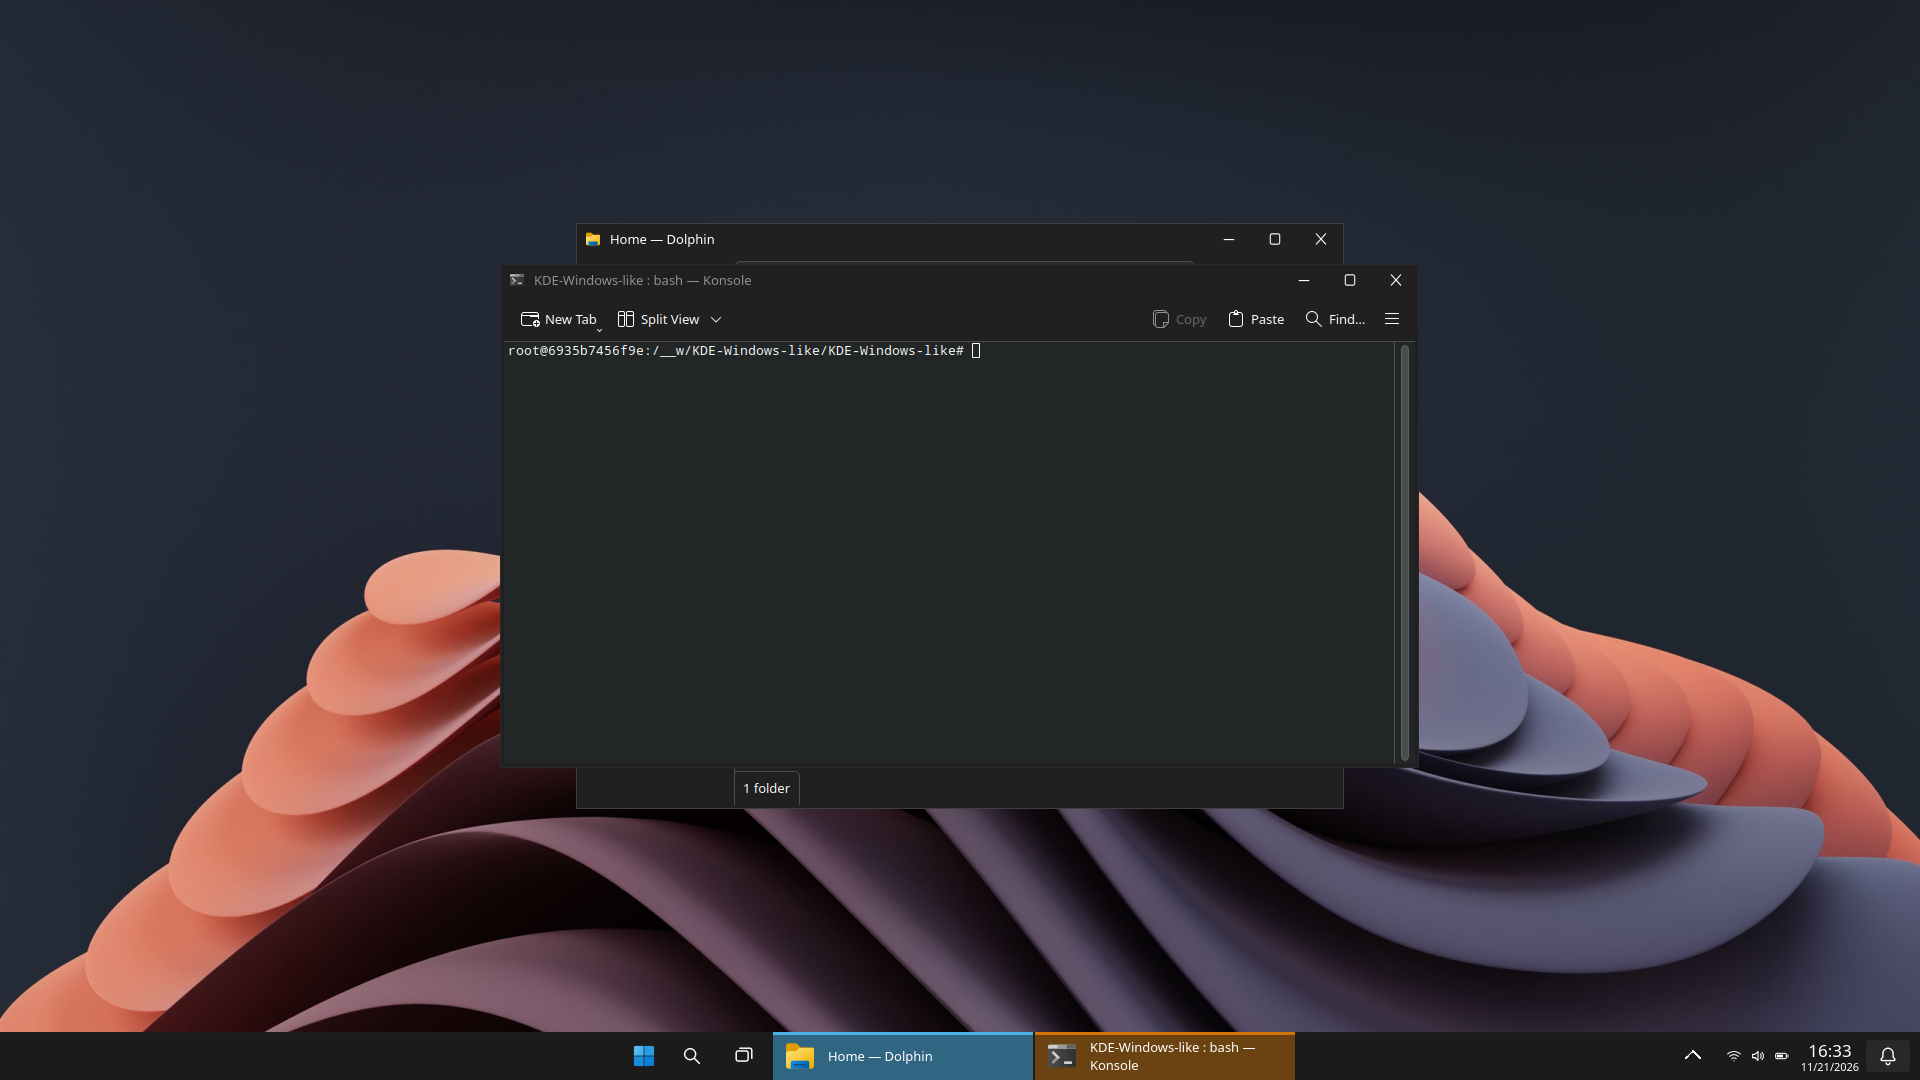 Home — Dolphin
KDE-Windows-like : bash — Konsole
New Tab Split View Copy Paste Find...
root@6935b7456f9e:/__w/KDE-Windows-like/KDE-Windows-like#
1 folder
Home — Dolphin
KDE-Windows-like : bash —
Konsole
16:33
11/21/2026